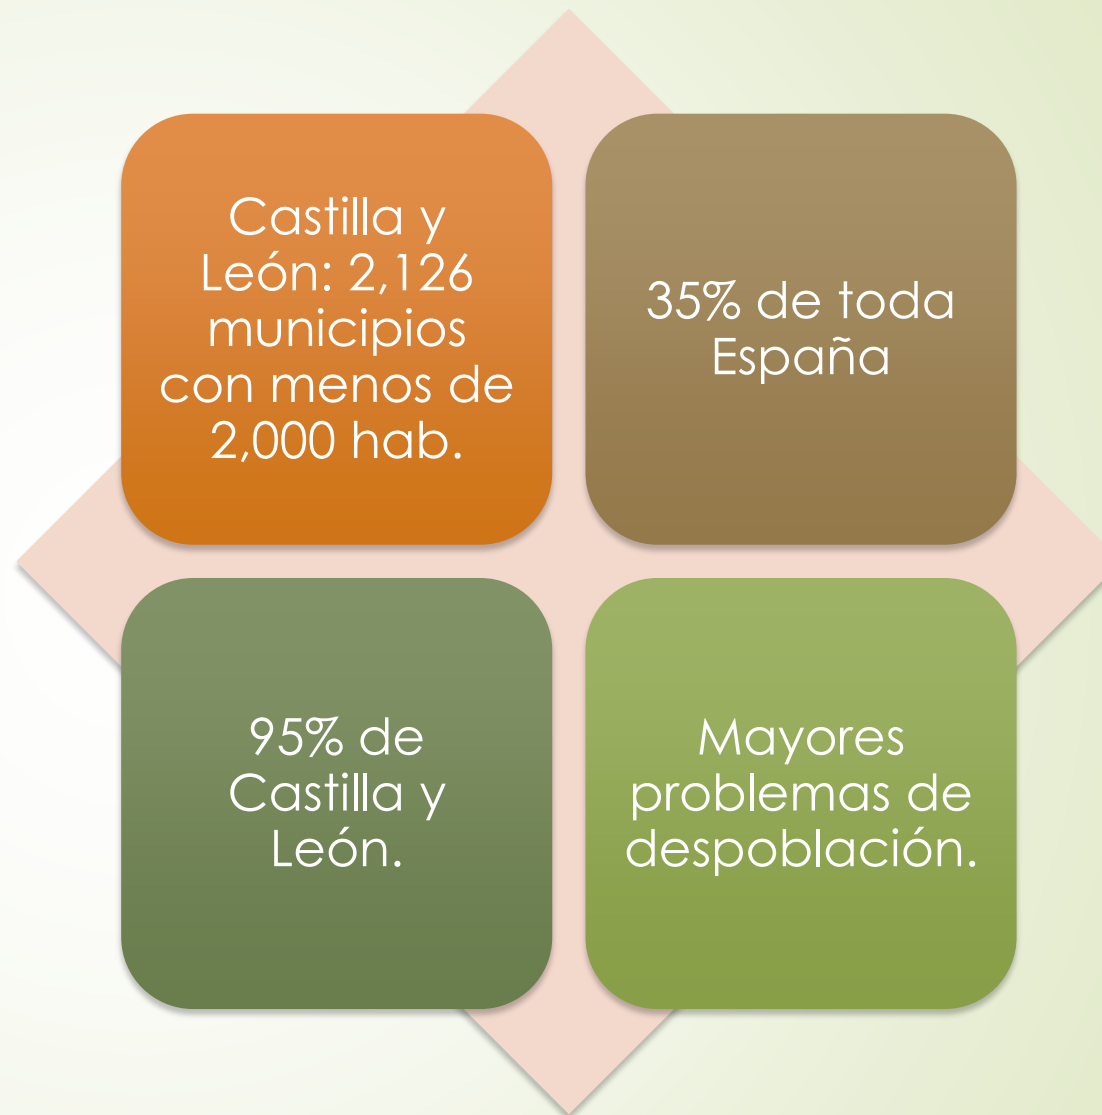 Castilla y
León: 2,126
municipios
con menos de
2,000 hab.
35% de toda
España
95% de
Castilla y
León.
Mayores
problemas de
despoblación.